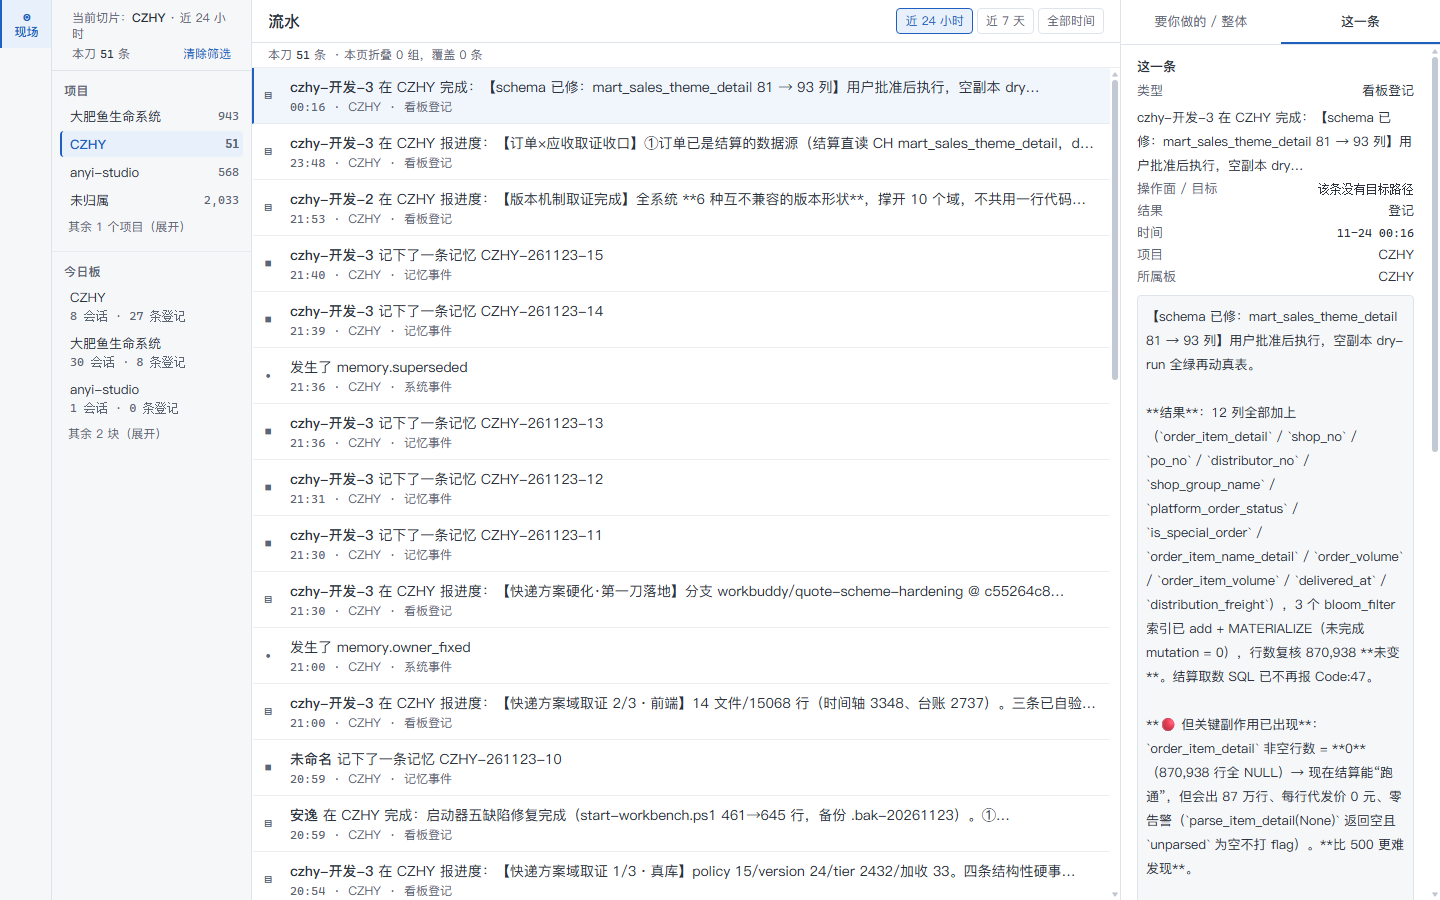 现场
当前切片：CZHY · 近 24 小
时
本刀 51 条
清除筛选
项目
大肥鱼生命系统 943
CZHY 51
anyi-studio 568
未归属 2,033
其余 1 个项目（展开）
今日板
CZHY
8 会话 · 27 条登记
大肥鱼生命系统
30 会话 · 8 条登记
anyi-studio
1 会话 · 0 条登记
其余 2 块（展开）
流水
近 24 小时
近 7 天
全部时间
本刀 51 条 · 本页折叠 0 组，覆盖 0 条
czhy-开发-3 在 CZHY 完成：【schema 已修：mart_sales_theme_detail 81 → 93 列】用户批准后执行，空副本 dry…
00:16 · CZHY · 看板登记
czhy-开发-3 在 CZHY 报进度：【订单×应收取证收口】①订单已是结算的数据源（结算直读 CH mart_sales_theme_detail，d…
23:48 · CZHY · 看板登记
czhy-开发-2 在 CZHY 报进度：【版本机制取证完成】全系统 **6 种互不兼容的版本形状**，撑开 10 个域，不共用一行代码…
21:53 · CZHY · 看板登记
czhy-开发-3 记下了一条记忆 CZHY-261123-15
21:40 · CZHY · 记忆事件
czhy-开发-3 记下了一条记忆 CZHY-261123-14
21:39 · CZHY · 记忆事件
发生了 memory.superseded
21:36 · CZHY · 系统事件
czhy-开发-3 记下了一条记忆 CZHY-261123-13
21:36 · CZHY · 记忆事件
czhy-开发-3 记下了一条记忆 CZHY-261123-12
21:31 · CZHY · 记忆事件
czhy-开发-3 记下了一条记忆 CZHY-261123-11
21:30 · CZHY · 记忆事件
czhy-开发-3 在 CZHY 报进度：【快递方案硬化·第一刀落地】分支 workbuddy/quote-scheme-hardening @ c55264c8…
21:30 · CZHY · 看板登记
发生了 memory.owner_fixed
21:00 · CZHY · 系统事件
czhy-开发-3 在 CZHY 报进度：【快递方案域取证 2/3·前端】14 文件/15068 行（时间轴 3348、台账 2737）。三条已自验…
21:00 · CZHY · 看板登记
未命名 记下了一条记忆 CZHY-261123-10
20:59 · CZHY · 记忆事件
安逸 在 CZHY 完成：启动器五缺陷修复完成（start-workbench.ps1 461→645 行，备份 .bak-20261123）。①…
20:59 · CZHY · 看板登记
czhy-开发-3 在 CZHY 报进度：【快递方案域取证 1/3·真库】policy 15/version 24/tier 2432/加收 33。四条结构性硬事…
20:54 · CZHY · 看板登记
要你做的 / 整体
这一条
这一条
类型 看板登记
czhy-开发-3 在 CZHY 完成：【schema 已
修：mart_sales_theme_detail 81 → 93 列】用
户批准后执行，空副本 dry…
操作面 / 目标 该条没有目标路径
结果 登记
时间 11-24 00:16
项目 CZHY
所属板 CZHY
【schema 已修：mart_sales_theme_detail
81 → 93 列】用户批准后执行，空副本 dry-
run 全绿再动真表。
**结果**：12 列全部加上
（`order_item_detail` / `shop_no` /
`po_no` / `distributor_no` /
`shop_group_name` /
`platform_order_status` /
`is_special_order` /
`order_item_name_detail` / `order_volume`
/ `order_item_volume` / `delivered_at` /
`distribution_freight`），3 个 bloom_filter
索引已 add + MATERIALIZE（未完成
mutation = 0），行数复核 870,938 **未变
**。结算取数 SQL 已不再报 Code:47。
**🔴 但关键副作用已出现**：
`order_item_detail` 非空行数 = **0**
（870,938 行全 NULL）→ 现在结算能“跑
通”，但会出 87 万行、每行代发价 0 元、零
告警（`parse_item_detail(None)` 返回空且
`unparsed` 为空不打 flag）。**比 500 更难
发现**。